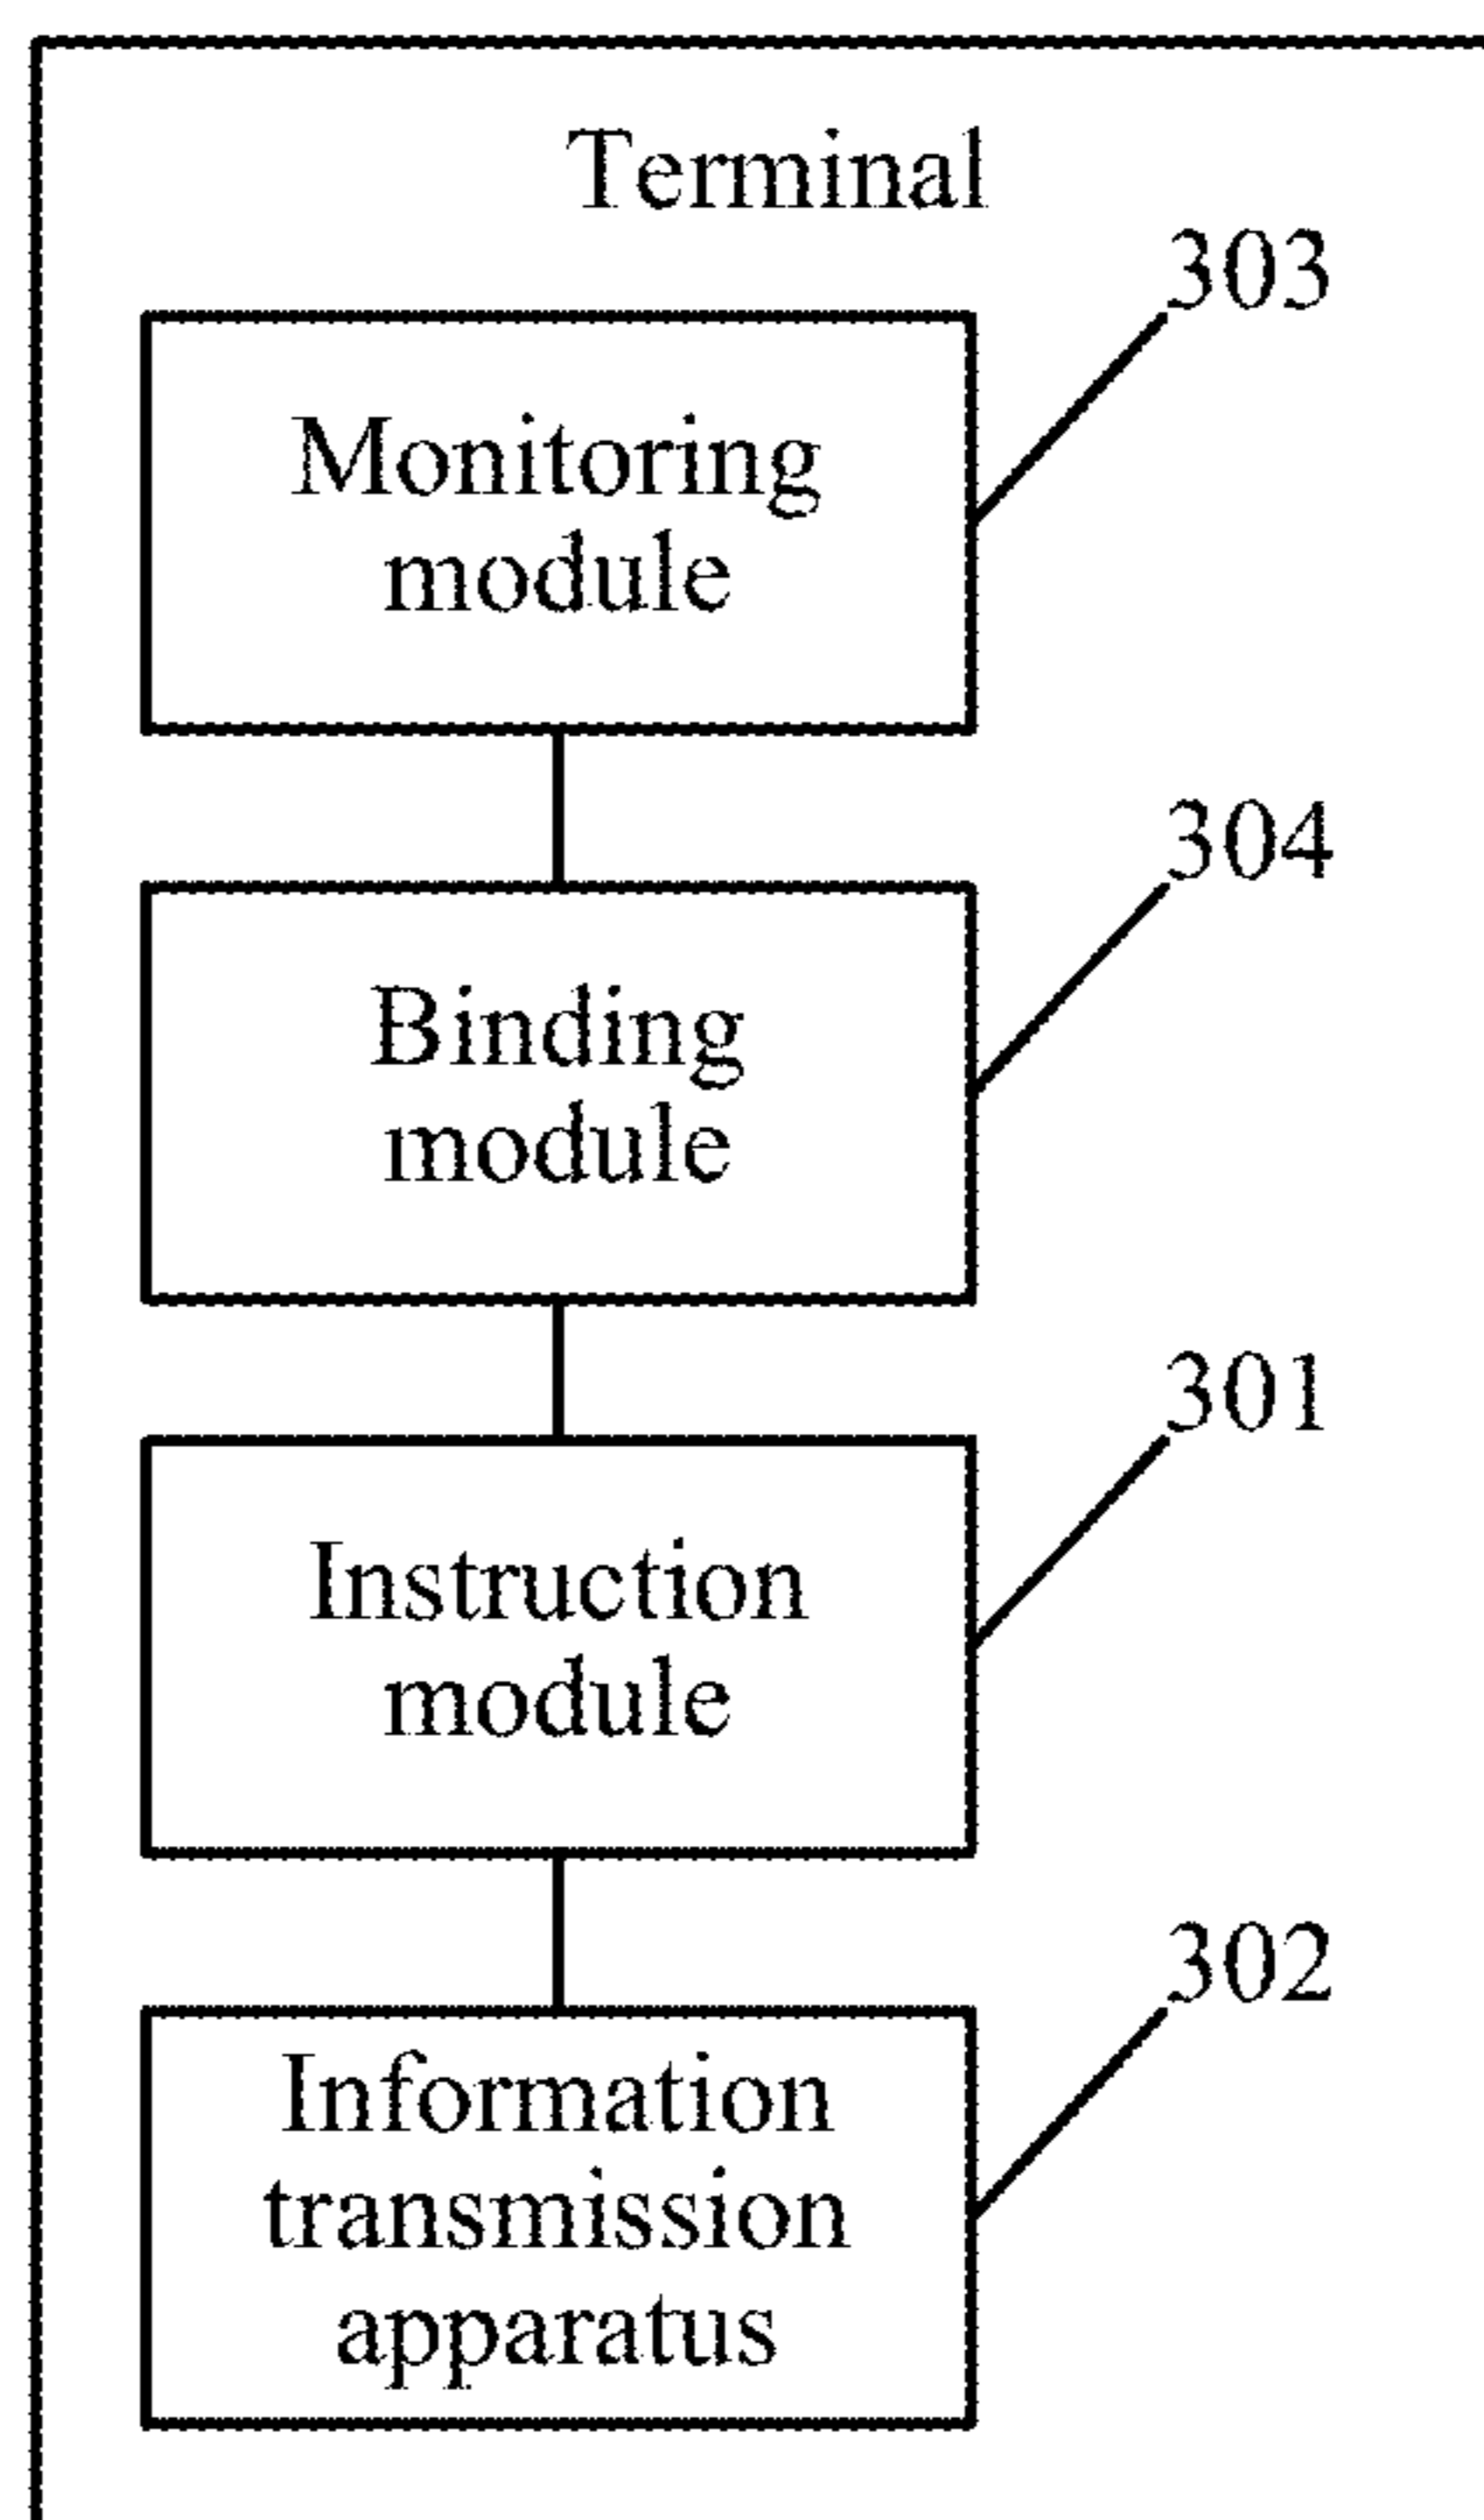 Terminal
303
Monitoring
module
304
Binding
module
301
Instruction
module
302
Information
transmission
apparatus